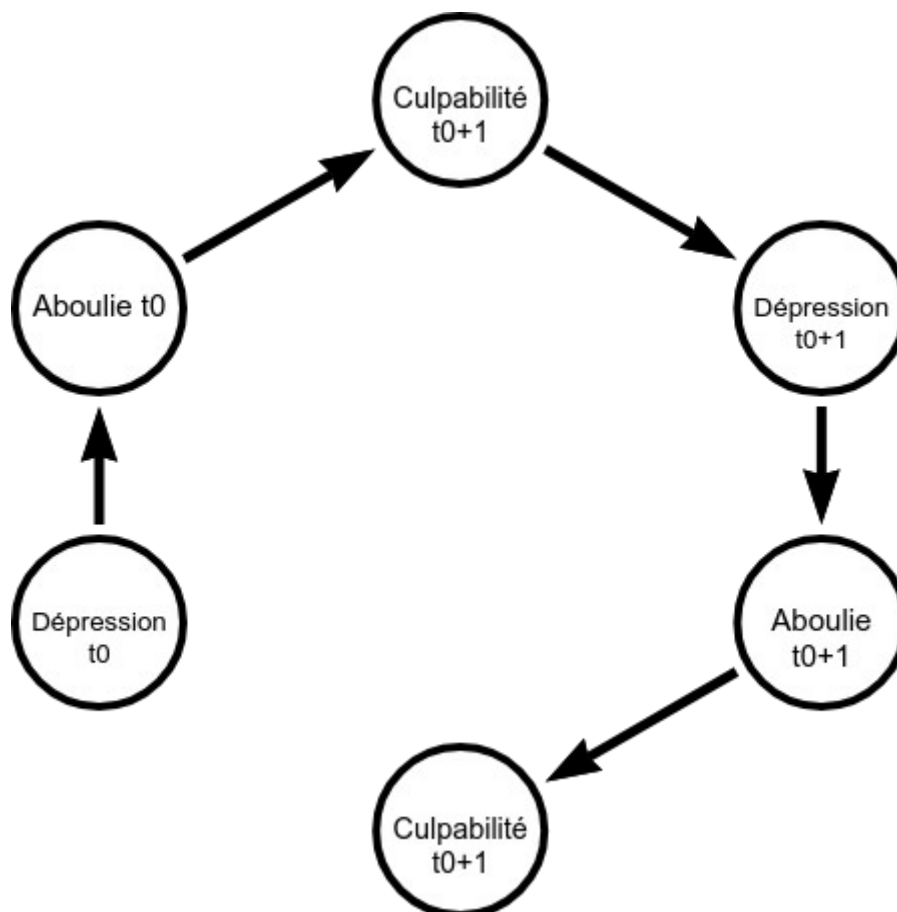 Culpabilité
t0+1
Aboulie t0
Dépression
t0+1
Dépression
t0
Aboulie
t0+1
Culpabilité
t0+1